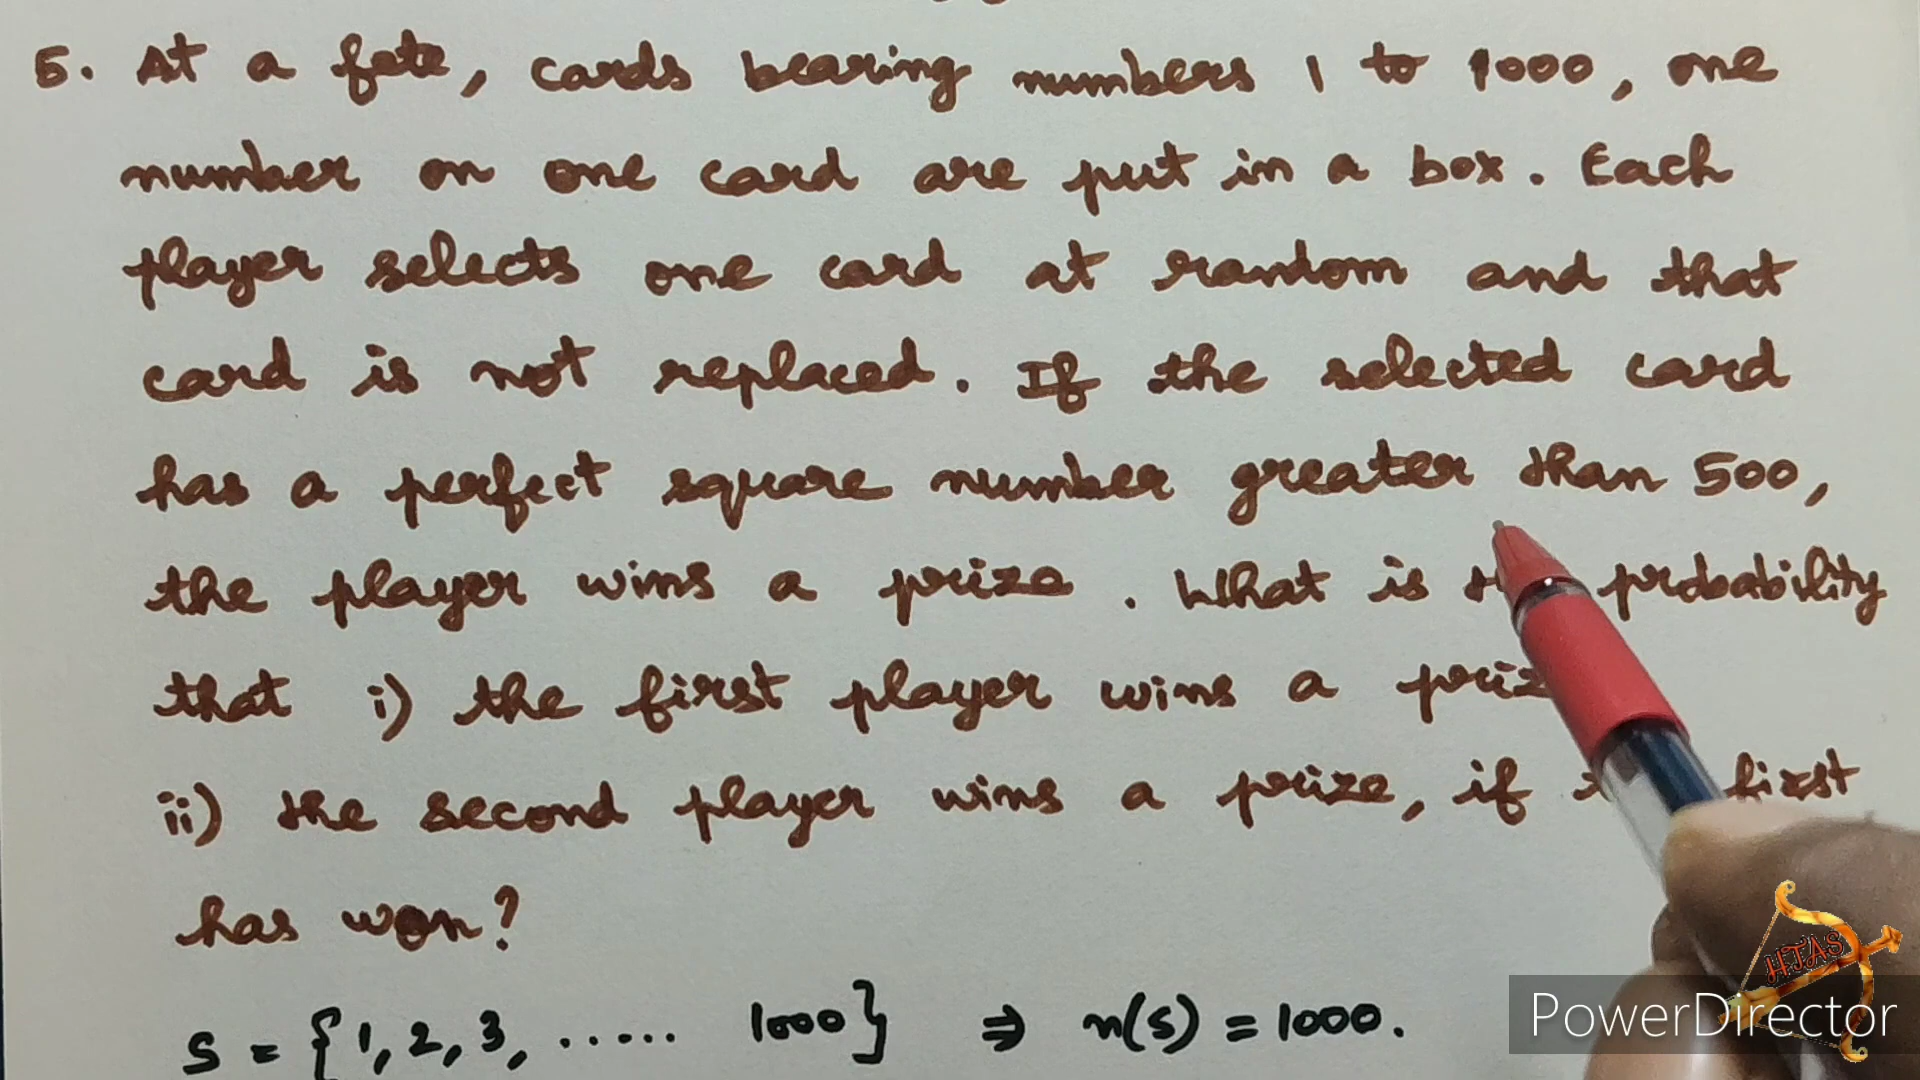 5. At a fete, cards bearing numbers 1 to 1000, one
number on one card are put in a box. Each
player selects one card at random and that
card is not replaced. If the selected card
has a perfect square number greater than 500,
the player wins a prize. What is probability
that i) the first player wins a
ii) the second player wins a prize, if first
has won?
S = {1, 2, 3, ...... 1000} ⇒ n(S) = 1000.
HTAS
PowerDirector